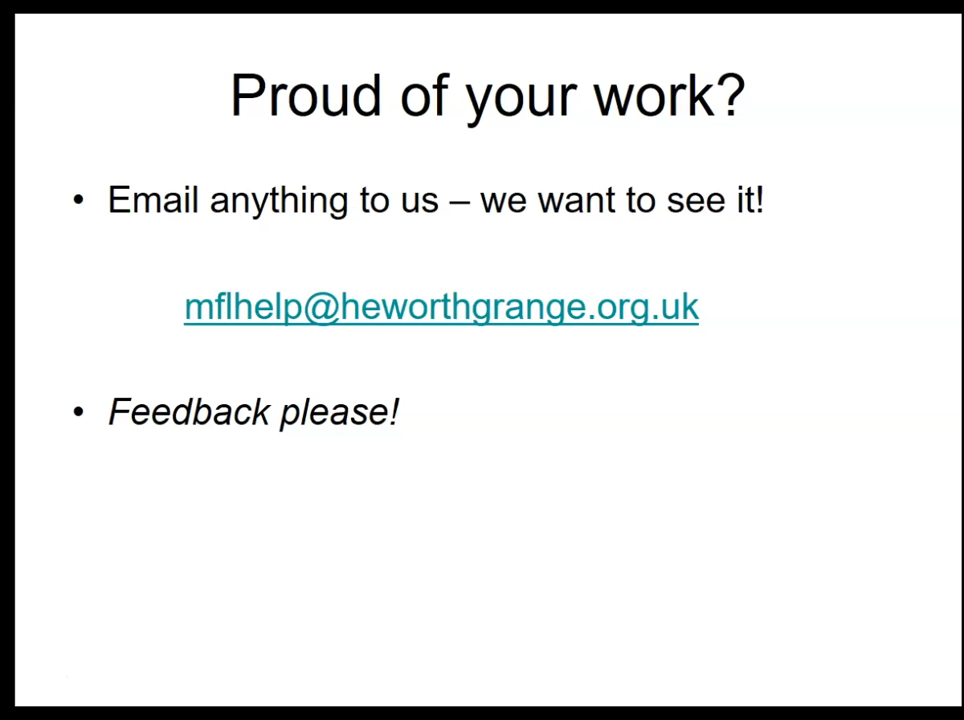 Proud of your work?
• Email anything to us – we want to see it!
mflhelp@heworthgrange.org.uk
• Feedback please!